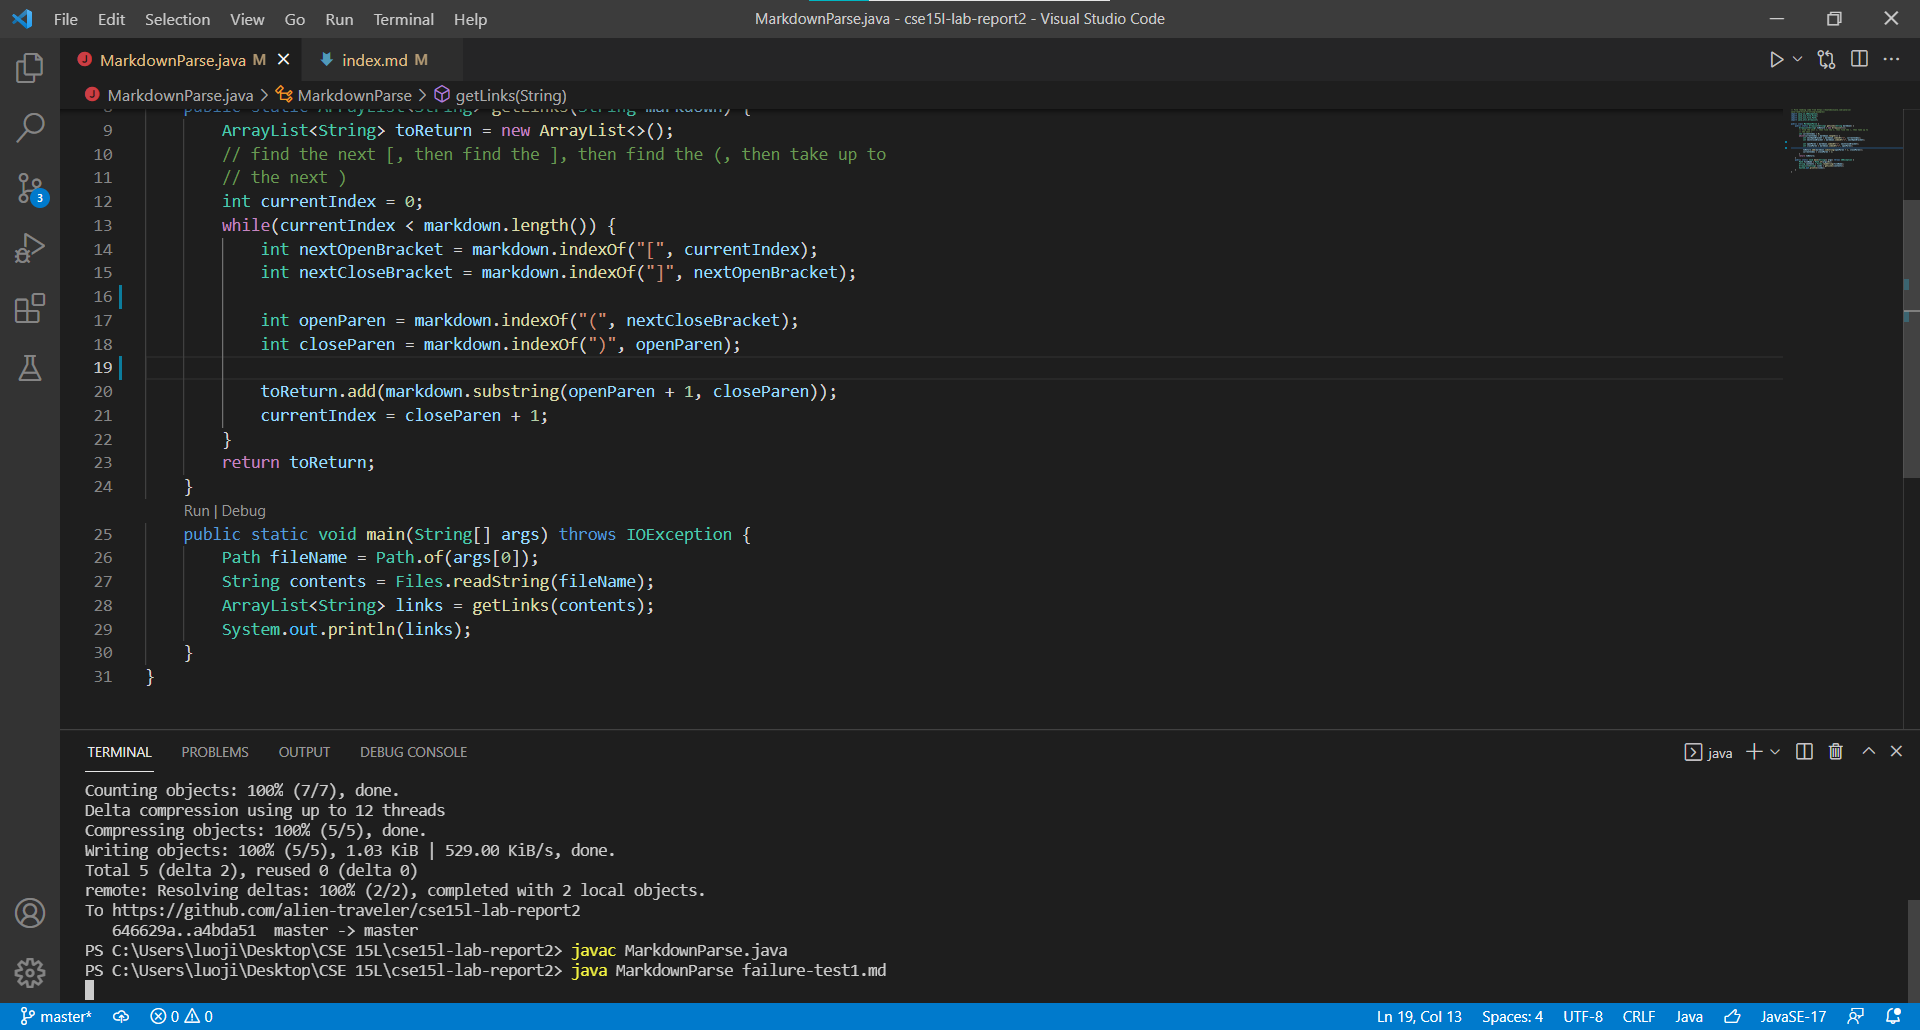 File Edit Selection View Go Run Terminal Help
MarkdownParse.java - cse15l-lab-report2 - Visual Studio Code
MarkdownParse.java M
index.md M
MarkdownParse.java > MarkdownParse > getLinks(String)
8 public static ArrayList<String> getLinks(String markdown) {
9 ArrayList<String> toReturn = new ArrayList<>();
10 // find the next [, then find the ], then find the (, then take up to
11 // the next )
12 int currentIndex = 0;
13 while(currentIndex < markdown.length()) {
14 int nextOpenBracket = markdown.indexOf("[", currentIndex);
15 int nextCloseBracket = markdown.indexOf("]", nextOpenBracket);
16
17 int openParen = markdown.indexOf("(", nextCloseBracket);
18 int closeParen = markdown.indexOf(")", openParen);
19
20 toReturn.add(markdown.substring(openParen + 1, closeParen));
21 currentIndex = closeParen + 1;
22 }
23 return toReturn;
24 }
Run | Debug
25 public static void main(String[] args) throws IOException {
26 Path fileName = Path.of(args[0]);
27 String contents = Files.readString(fileName);
28 ArrayList<String> links = getLinks(contents);
29 System.out.println(links);
30 }
31 }
3
TERMINAL PROBLEMS OUTPUT DEBUG CONSOLE
java
Counting objects: 100% (7/7), done.
Delta compression using up to 12 threads
Compressing objects: 100% (5/5), done.
Writing objects: 100% (5/5), 1.03 KiB | 529.00 KiB/s, done.
Total 5 (delta 2), reused 0 (delta 0)
remote: Resolving deltas: 100% (2/2), completed with 2 local objects.
To https://github.com/alien-traveler/cse15l-lab-report2
646629a..a4bda51 master -> master
PS C:\Users\luoji\Desktop\CSE 15L\cse15l-lab-report2> javac MarkdownParse.java
PS C:\Users\luoji\Desktop\CSE 15L\cse15l-lab-report2> java MarkdownParse failure-test1.md
master* 0 0
Ln 19, Col 13 Spaces: 4 UTF-8 CRLF Java JavaSE-17